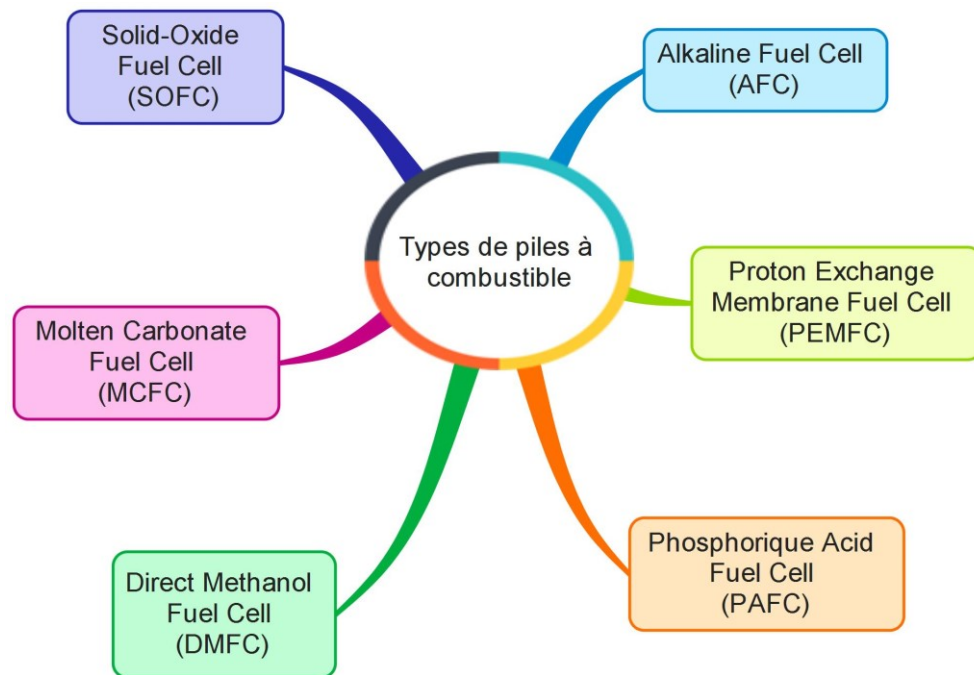 Solid-Oxide
Fuel Cell
(SOFC)
Alkaline Fuel Cell
(AFC)
Types de piles à
combustible
Proton Exchange
Membrane Fuel Cell
(PEMFC)
Molten Carbonate
Fuel Cell
(MCFC)
Phosphorique Acid
Fuel Cell
(PAFC)
Direct Methanol
Fuel Cell
(DMFC)